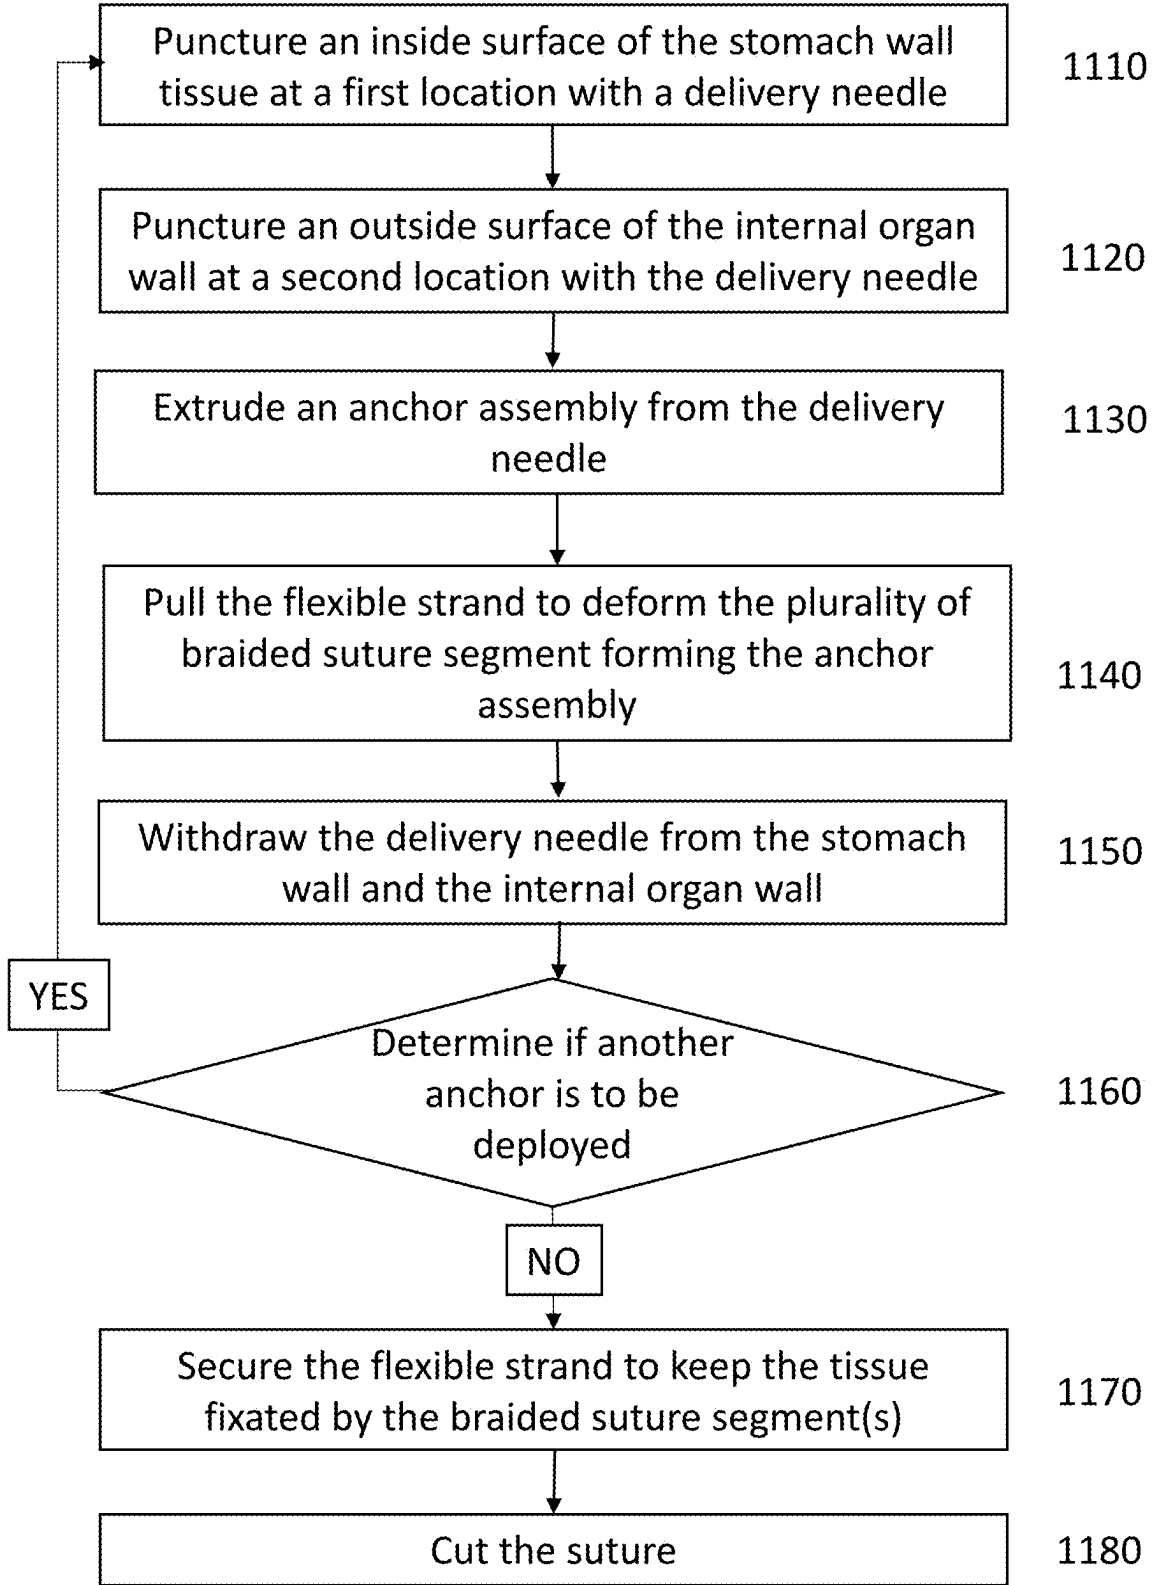 Puncture an inside surface of the stomach wall
tissue at a first location with a delivery needle
1110
Puncture an outside surface of the internal organ
wall at a second location with the delivery needle
1120
Extrude an anchor assembly from the delivery
needle
1130
Pull the flexible strand to deform the plurality of
braided suture segment forming the anchor
assembly
1140
Withdraw the delivery needle from the stomach
wall and the internal organ wall
1150
YES
Determine if another
anchor is to be
deployed
1160
NO
Secure the flexible strand to keep the tissue
fixated by the braided suture segment(s)
1170
Cut the suture
1180